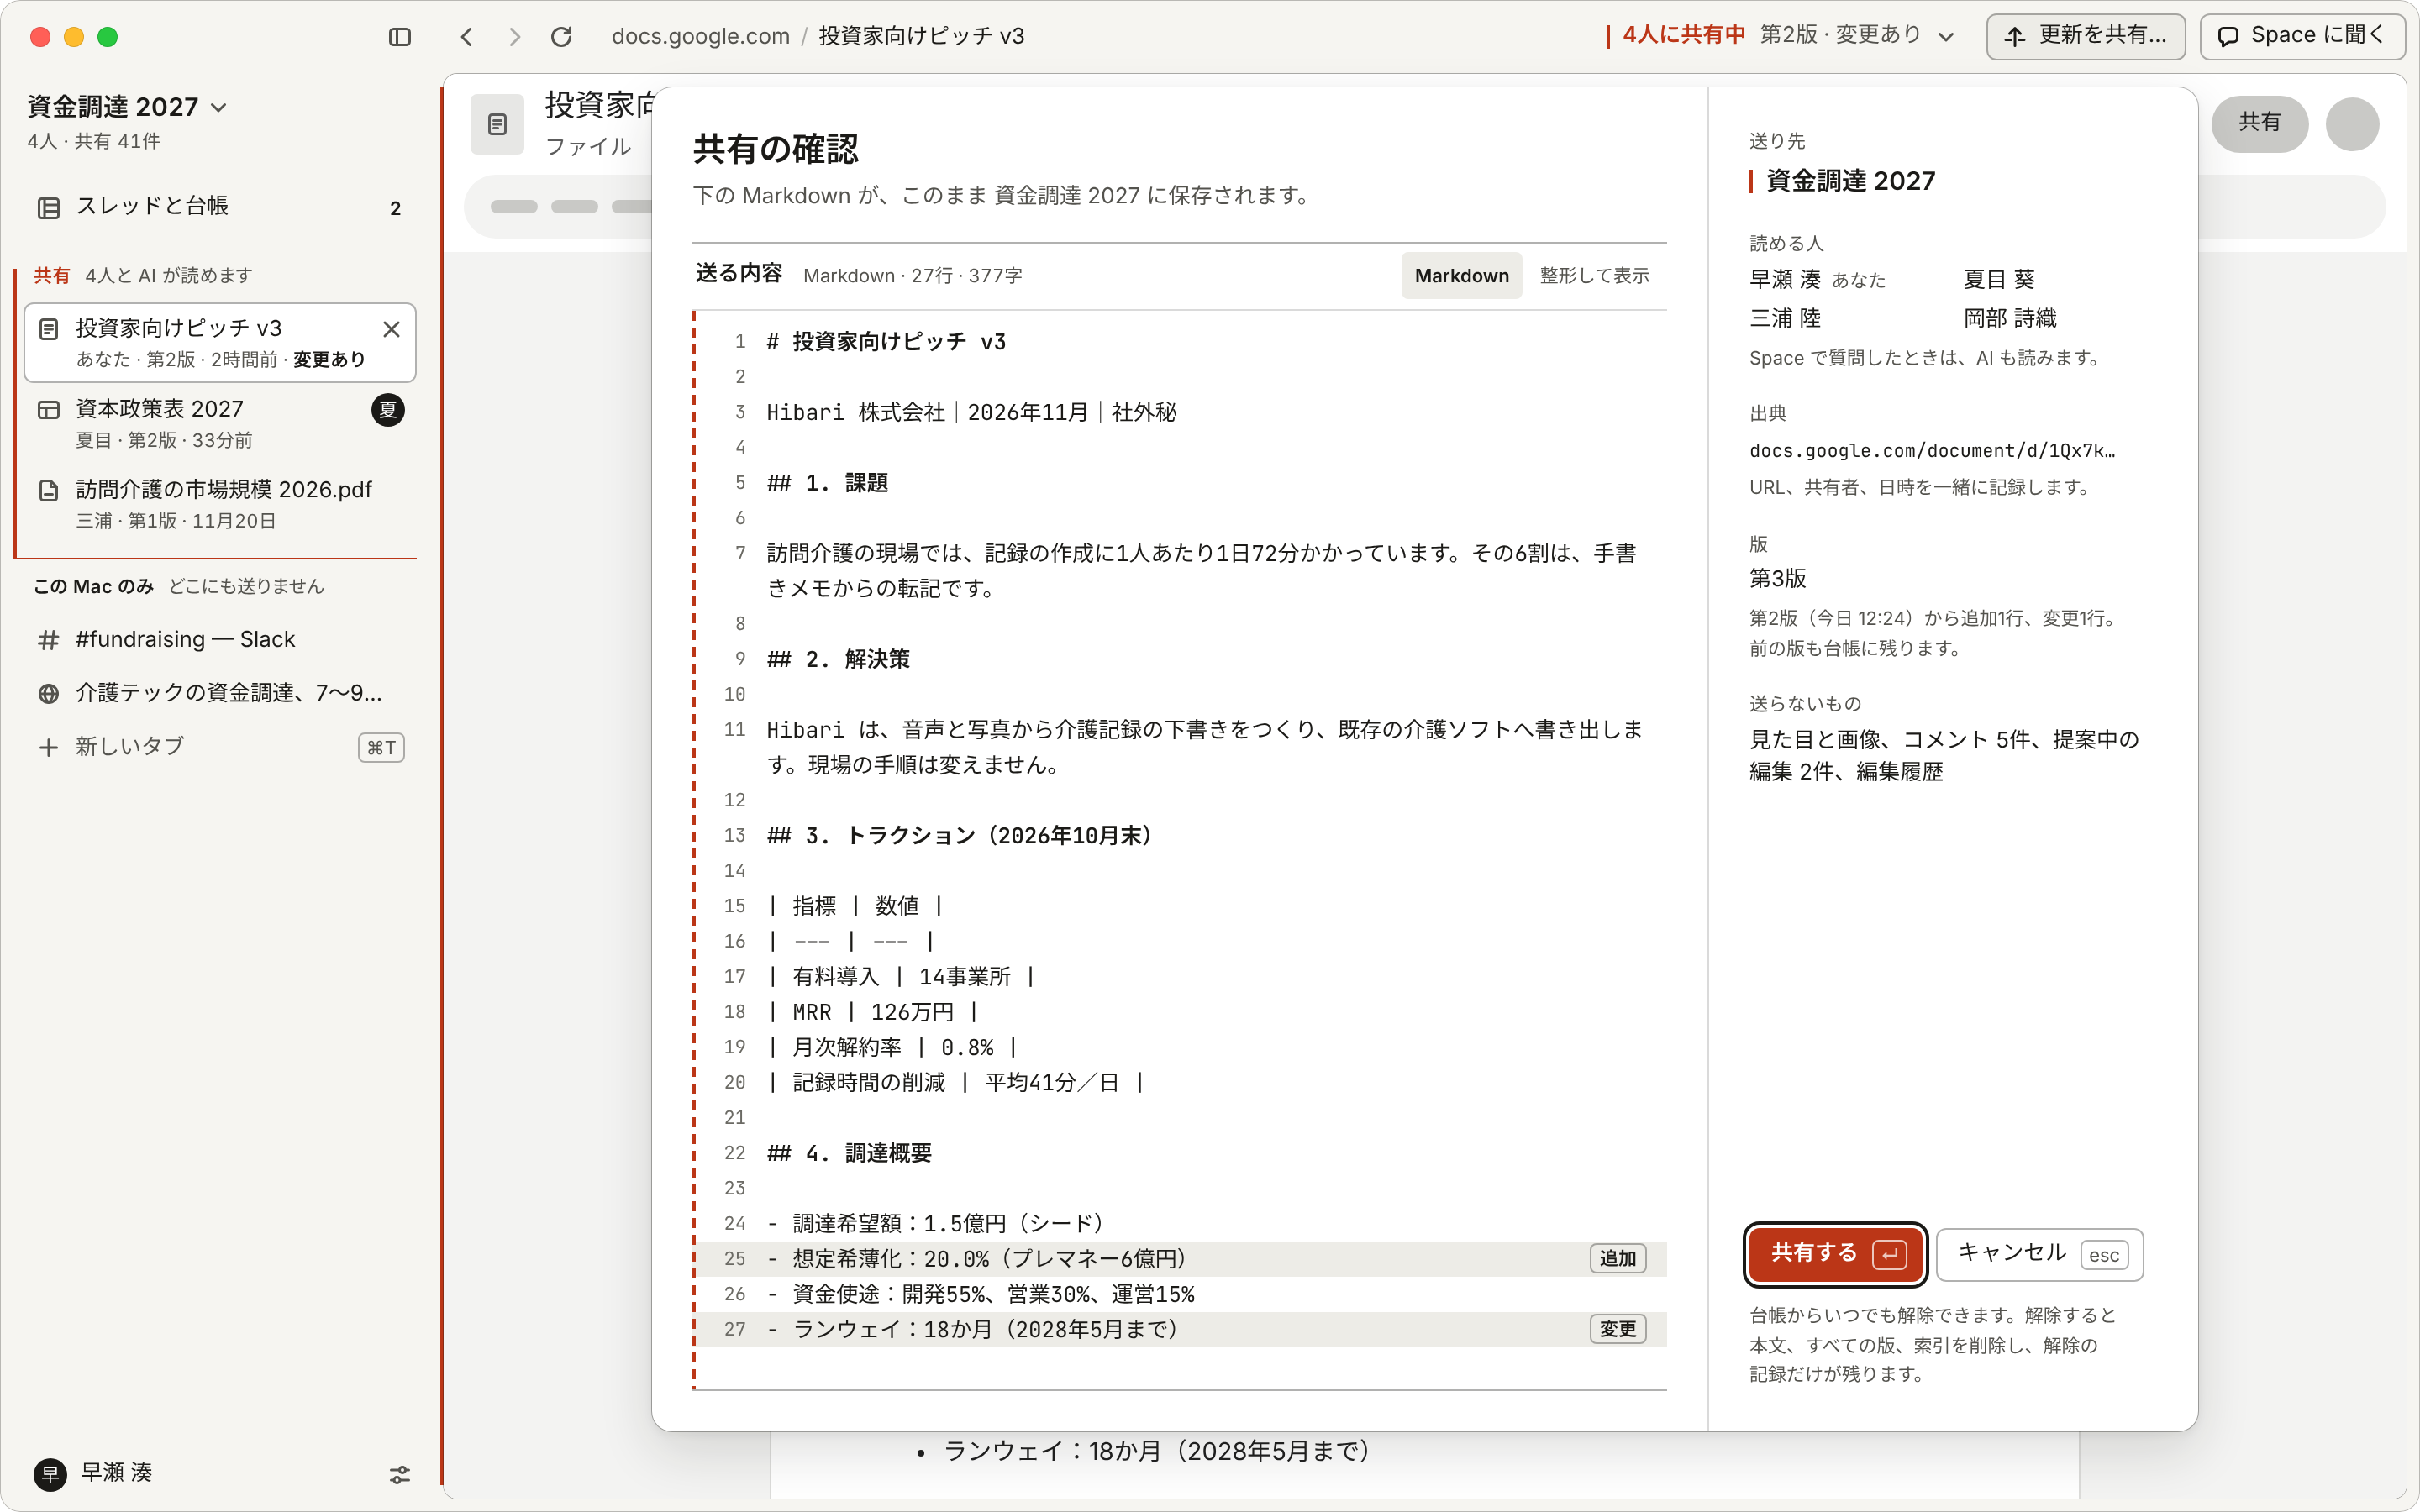 docs.google.com / 投資家向けピッチ v3
4人に共有中 第2版 · 変更あり
更新を共有...
Space に聞く
資金調達 2027
4人 · 共有 41件
スレッドと台帳 2
共有 4人と AI が読めます
投資家向けピッチ v3
あなた · 第2版 · 2時間前 · 変更あり
資本政策表 2027 夏
夏目 · 第2版 · 33分前
訪問介護の市場規模 2026.pdf
三浦 · 第1版 · 11月20日
この Mac のみ どこにも送りません
#fundraising — Slack
介護テックの資金調達、7〜9...
新しいタブ ⌘T
早 早瀬 湊
投資家向
ファイル
共有
共有の確認
下の Markdown が、このまま 資金調達 2027 に保存されます。
送る内容 Markdown · 27行 · 377字 Markdown 整形して表示
1 # 投資家向けピッチ v3
2
3 Hibari 株式会社｜2026年11月｜社外秘
4
5 ## 1. 課題
6
7 訪問介護の現場では、記録の作成に1人あたり1日72分かかっています。その6割は、手書
きメモからの転記です。
8
9 ## 2. 解決策
10
11 Hibari は、音声と写真から介護記録の下書きをつくり、既存の介護ソフトへ書き出しま
す。現場の手順は変えません。
12
13 ## 3. トラクション（2026年10月末）
14
15 | 指標 | 数値 |
16 | --- | --- |
17 | 有料導入 | 14事業所 |
18 | MRR | 126万円 |
19 | 月次解約率 | 0.8% |
20 | 記録時間の削減 | 平均41分／日 |
21
22 ## 4. 調達概要
23
24 - 調達希望額：1.5億円（シード）
25 - 想定希薄化：20.0%（プレマネー6億円） 追加
26 - 資金使途：開発55%、営業30%、運営15%
27 - ランウェイ：18か月（2028年5月まで） 変更
送り先
資金調達 2027
読める人
早瀬 湊 あなた 夏目 葵
三浦 陸 岡部 詩織
Space で質問したときは、AI も読みます。
出典
docs.google.com/document/d/1Qx7k…
URL、共有者、日時を一緒に記録します。
版
第3版
第2版（今日 12:24）から追加1行、変更1行。
前の版も台帳に残ります。
送らないもの
見た目と画像、コメント 5件、提案中の
編集 2件、編集履歴
共有する ↵ キャンセル esc
台帳からいつでも解除できます。解除すると
本文、すべての版、索引を削除し、解除の
記録だけが残ります。
• ランウェイ：18か月（2028年5月まで）